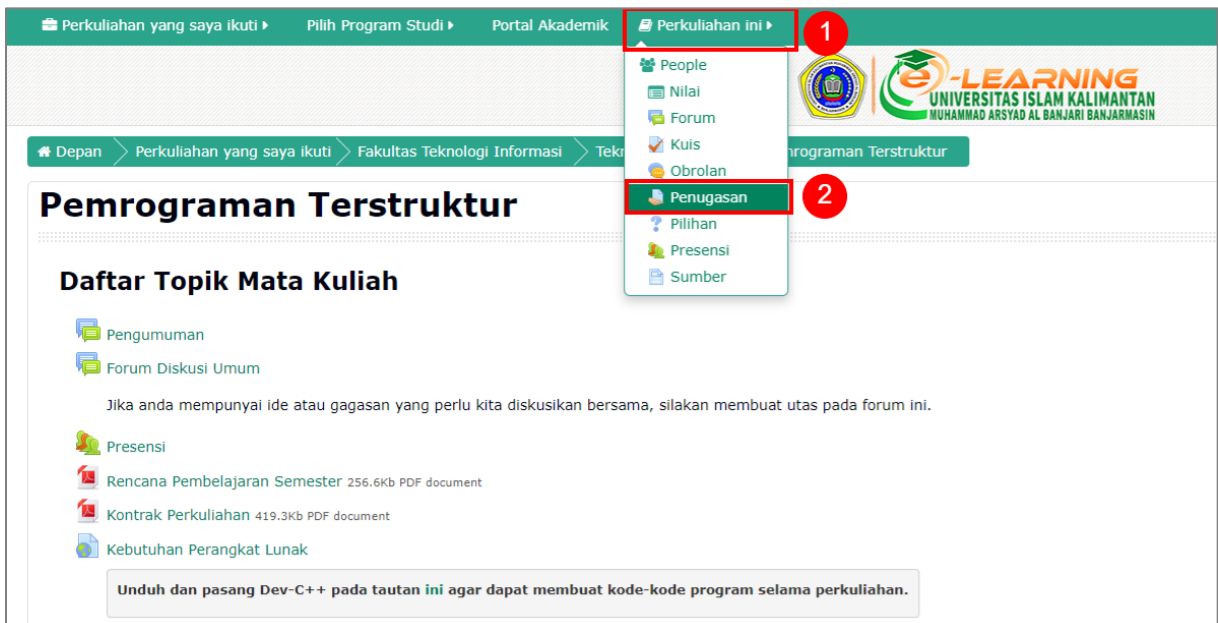 Perkuliahan yang saya ikuti Pilih Program Studi Portal Akademik Perkuliahan ini 1
People
Nilai
Forum
Kuis
Obrolan
Penugasan 2
Pilihan
Presensi
Sumber
e-LEARNING
UNIVERSITAS ISLAM KALIMANTAN
MUHAMMAD ARSYAD AL BANJARI BANJARMASIN
Depan Perkuliahan yang saya ikuti Fakultas Teknologi Informasi Tekn rograman Terstruktur
Pemrograman Terstruktur
Daftar Topik Mata Kuliah
Pengumuman
Forum Diskusi Umum
Jika anda mempunyai ide atau gagasan yang perlu kita diskusikan bersama, silakan membuat utas pada forum ini.
Presensi
Rencana Pembelajaran Semester 256.6Kb PDF document
Kontrak Perkuliahan 419.3Kb PDF document
Kebutuhan Perangkat Lunak
Unduh dan pasang Dev-C++ pada tautan ini agar dapat membuat kode-kode program selama perkuliahan.